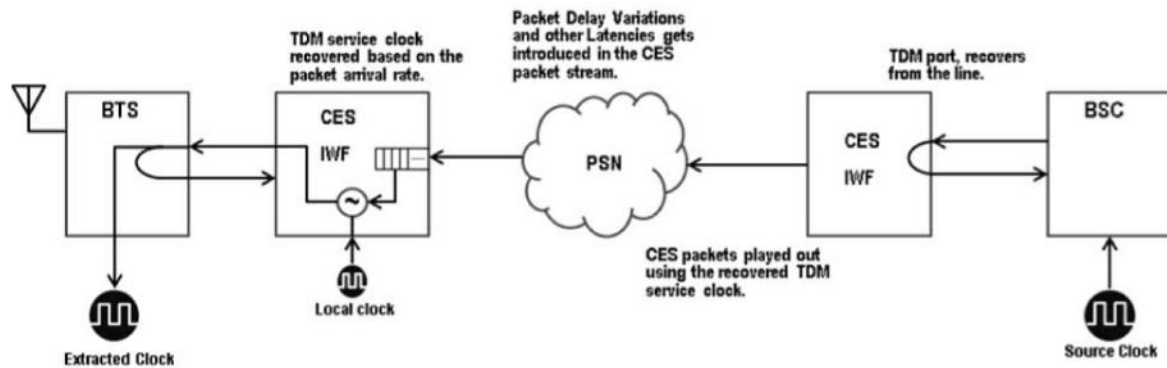 Packet Delay Variations
and other Latencies gets
introduced in the CES
packet stream.
TDM service clock
recovered based on the
packet arrival rate.
TDM port, recovers
from the line.
BTS
CES
IWF
PSN
CES
IWF
BSC
CES packets played out
using the recovered TDM
service clock.
Local clock
Extracted Clock
Source Clock